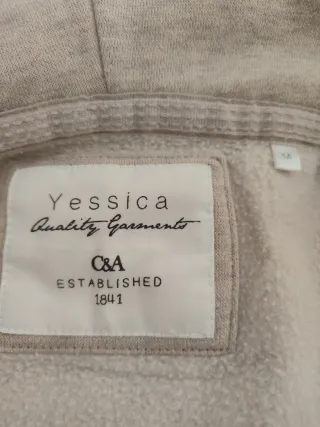 Yessica
Quality Garments
C&A
ESTABLISHED
1841